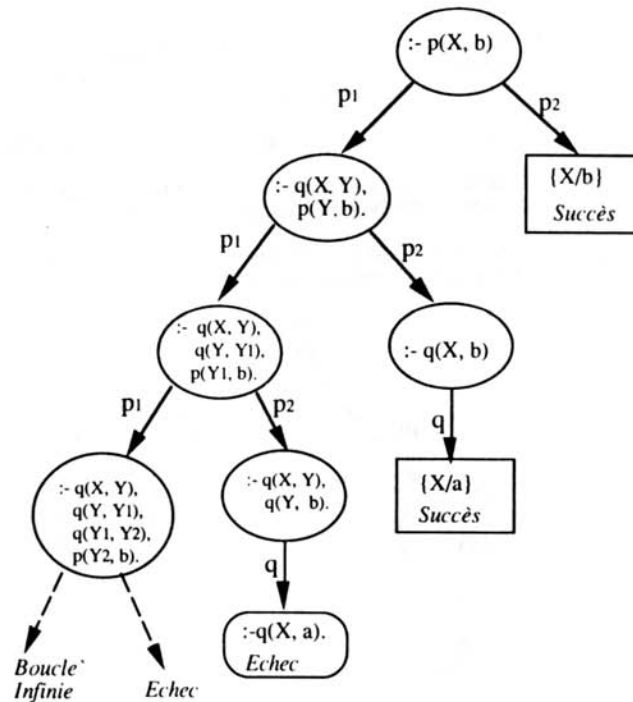 :- p(X, b)
p1
p2
:- q(X, Y),
p(Y, b).
{X/b}
Succès
p1
p2
:- q(X, Y),
q(Y, Y1),
p(Y1, b).
:- q(X, b)
p1
p2
q
:- q(X, Y),
q(Y, Y1),
q(Y1, Y2),
p(Y2, b).
:- q(X, Y),
q(Y, b).
{X/a}
Succès
q
:-q(X, a).
Echec
Boucle`
Infinie
Echec